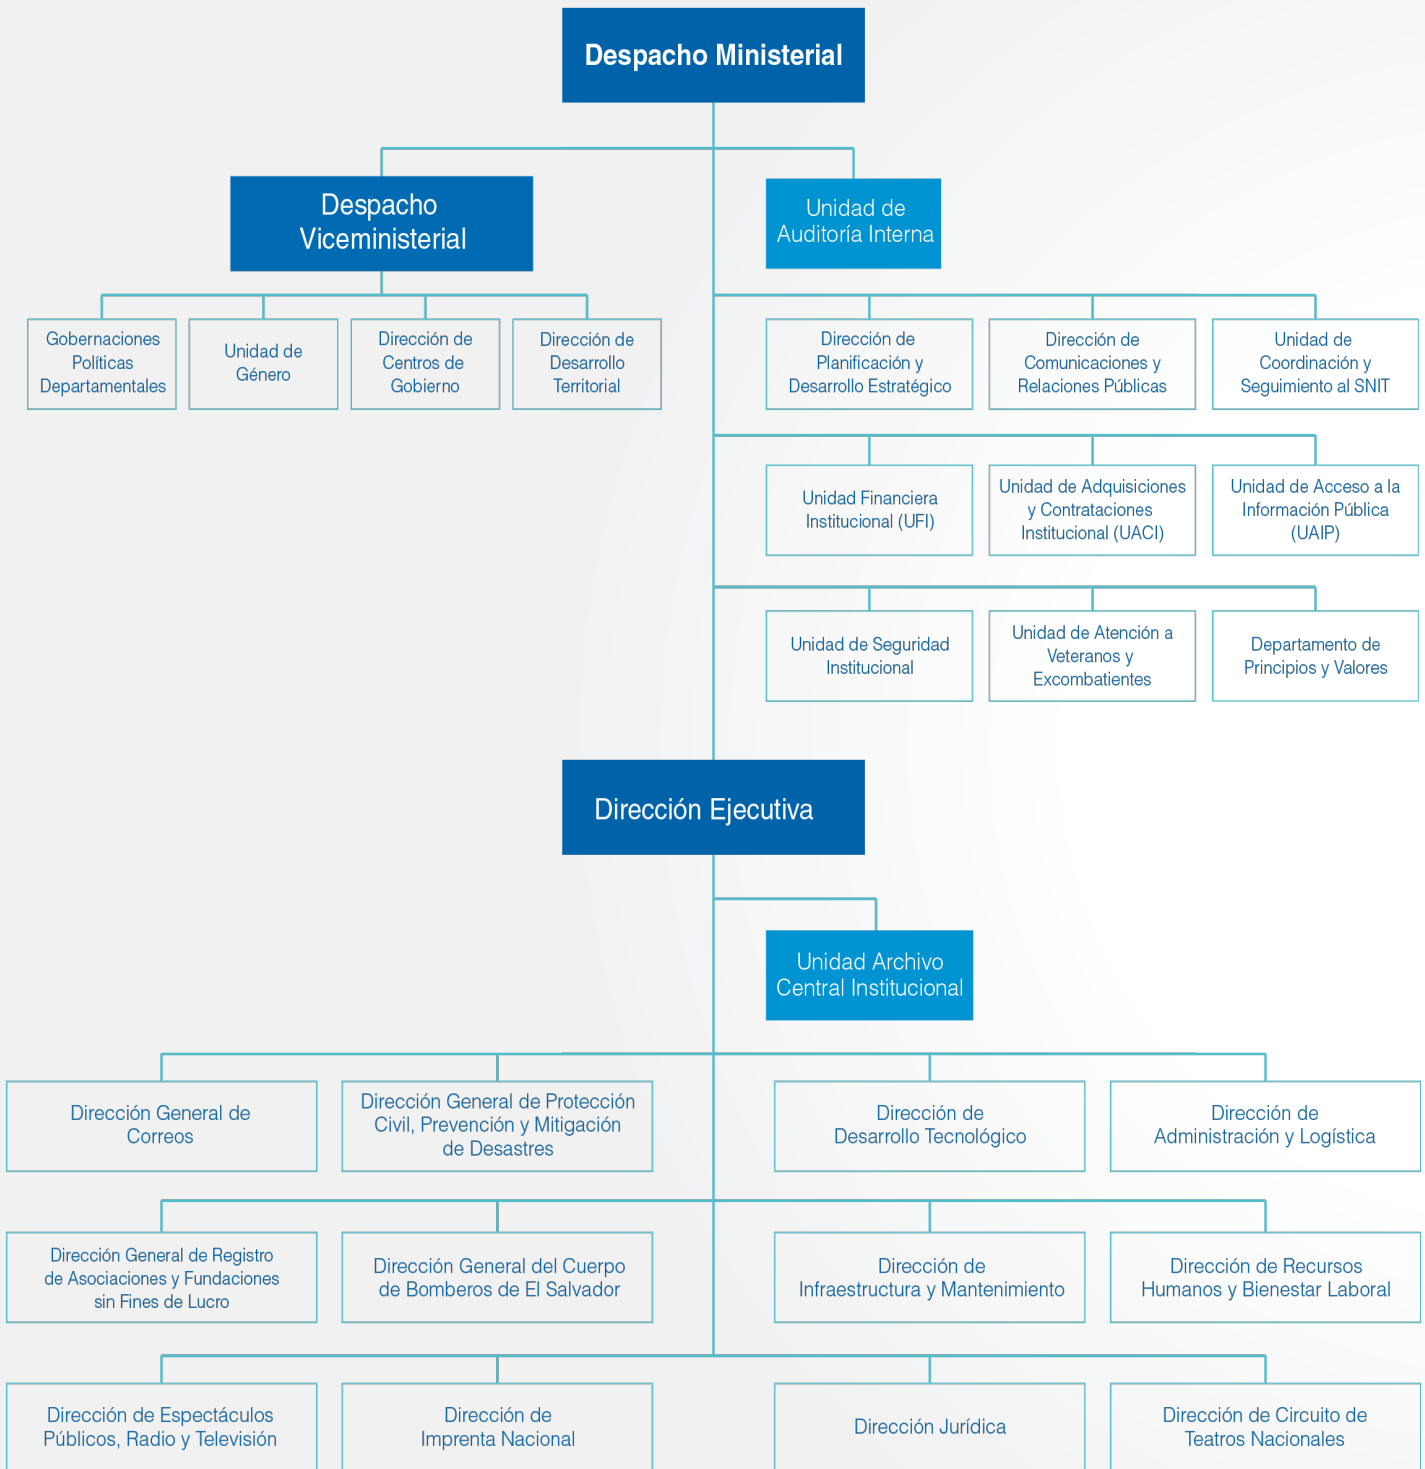 Despacho Ministerial
Despacho
Viceministerial
Unidad de
Auditoría Interna
Gobernaciones
Políticas
Departamentales
Unidad de
Género
Dirección de
Centros de
Gobierno
Dirección de
Desarrollo
Territorial
Dirección de
Planificación y
Desarrollo Estratégico
Dirección de
Comunicaciones y
Relaciones Públicas
Unidad de
Coordinación y
Seguimiento al SNIT
Unidad Financiera
Institucional (UFI)
Unidad de Adquisiciones
y Contrataciones
Institucional (UACI)
Unidad de Acceso a la
Información Pública
(UAIP)
Unidad de Seguridad
Institucional
Unidad de Atención a
Veteranos y
Excombatientes
Departamento de
Principios y Valores
Dirección Ejecutiva
Unidad Archivo
Central Institucional
Dirección General de
Correos
Dirección General de Protección
Civil, Prevención y Mitigación
de Desastres
Dirección de
Desarrollo Tecnológico
Dirección de
Administración y Logística
Dirección General de Registro
de Asociaciones y Fundaciones
sin Fines de Lucro
Dirección General del Cuerpo
de Bomberos de El Salvador
Dirección de
Infraestructura y Mantenimiento
Dirección de Recursos
Humanos y Bienestar Laboral
Dirección de Espectáculos
Públicos, Radio y Televisión
Dirección de
Imprenta Nacional
Dirección Jurídica
Dirección de Circuito de
Teatros Nacionales